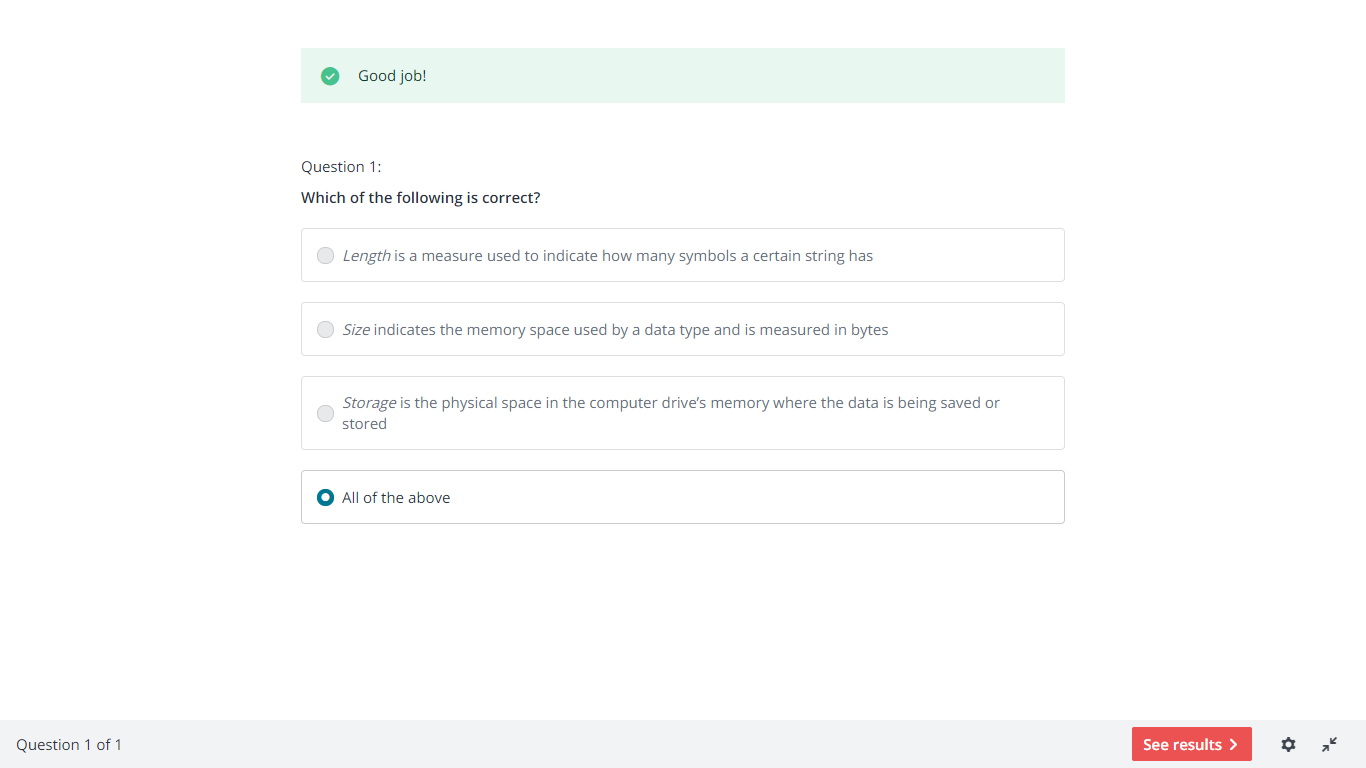 Good job!
Question 1:
Which of the following is correct?
Length is a measure used to indicate how many symbols a certain string has
Size indicates the memory space used by a data type and is measured in bytes
Storage is the physical space in the computer drive’s memory where the data is being saved or
stored
All of the above
Question 1 of 1
See results